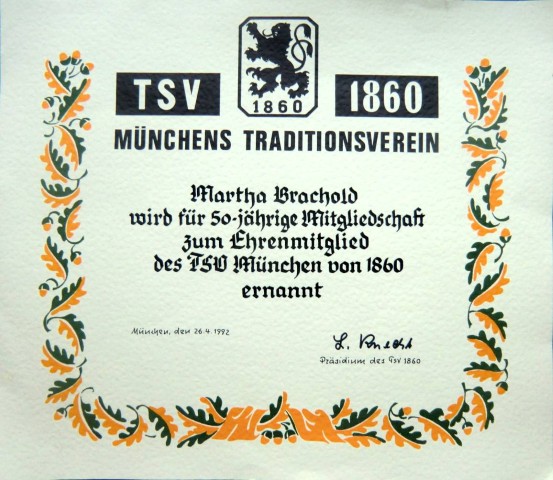 TSV 1860 1860
MÜNCHENS TRADITIONSVEREIN
Martha Brachold
wird für 50-jährige Mitgliedschaft
zum Ehrenmitglied
des TSV München von 1860
ernannt
München, den 26.4.1992
L. Knecht
Präsidium des TSV 1860